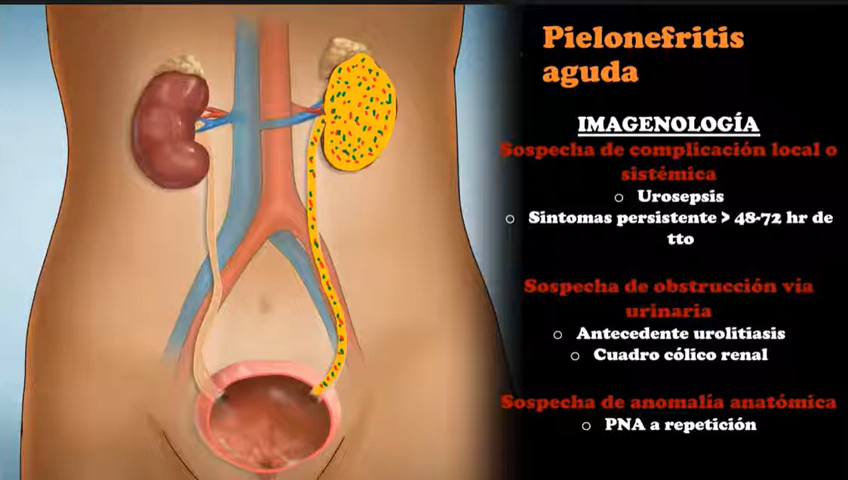 Pielonefritis
aguda
IMAGENOLOGÍA
Sospecha de complicación local o
sistémica
○ Urosepsis
○ Sintomas persistente > 48-72 hr de
tto
Sospecha de obstrucción vía
urinaria
○ Antecedente urolitiasis
○ Cuadro cólico renal
Sospecha de anomalía anatómica
○ PNA a repetición